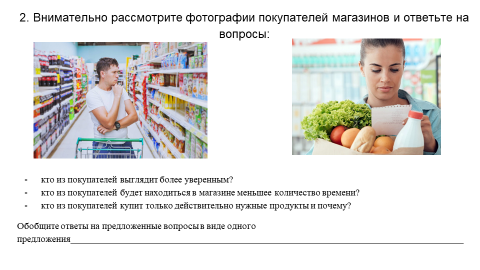 2. Внимательно рассмотрите фотографии покупателей магазинов и ответьте на
вопросы:
- кто из покупателей выглядит более уверенным?
- кто из покупателей будет находиться в магазине меньшее количество времени?
- кто из покупателей купит только действительно нужные продукты и почему?
Обобщите ответы на предложенные вопросы в виде одного
предложения_______________________________________________